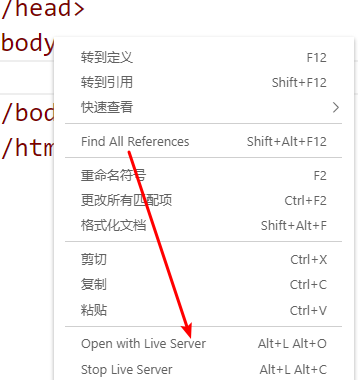 /head>
body
转到定义 F12
转到引用 Shift+F12
快速查看
/bod
Find All References Shift+Alt+F12
/htm
重命名符号 F2
更改所有匹配项 Ctrl+F2
格式化文档 Shift+Alt+F
剪切 Ctrl+X
复制 Ctrl+C
粘贴 Ctrl+V
Open with Live Server Alt+L Alt+O
Stop Live Server Alt+L Alt+C